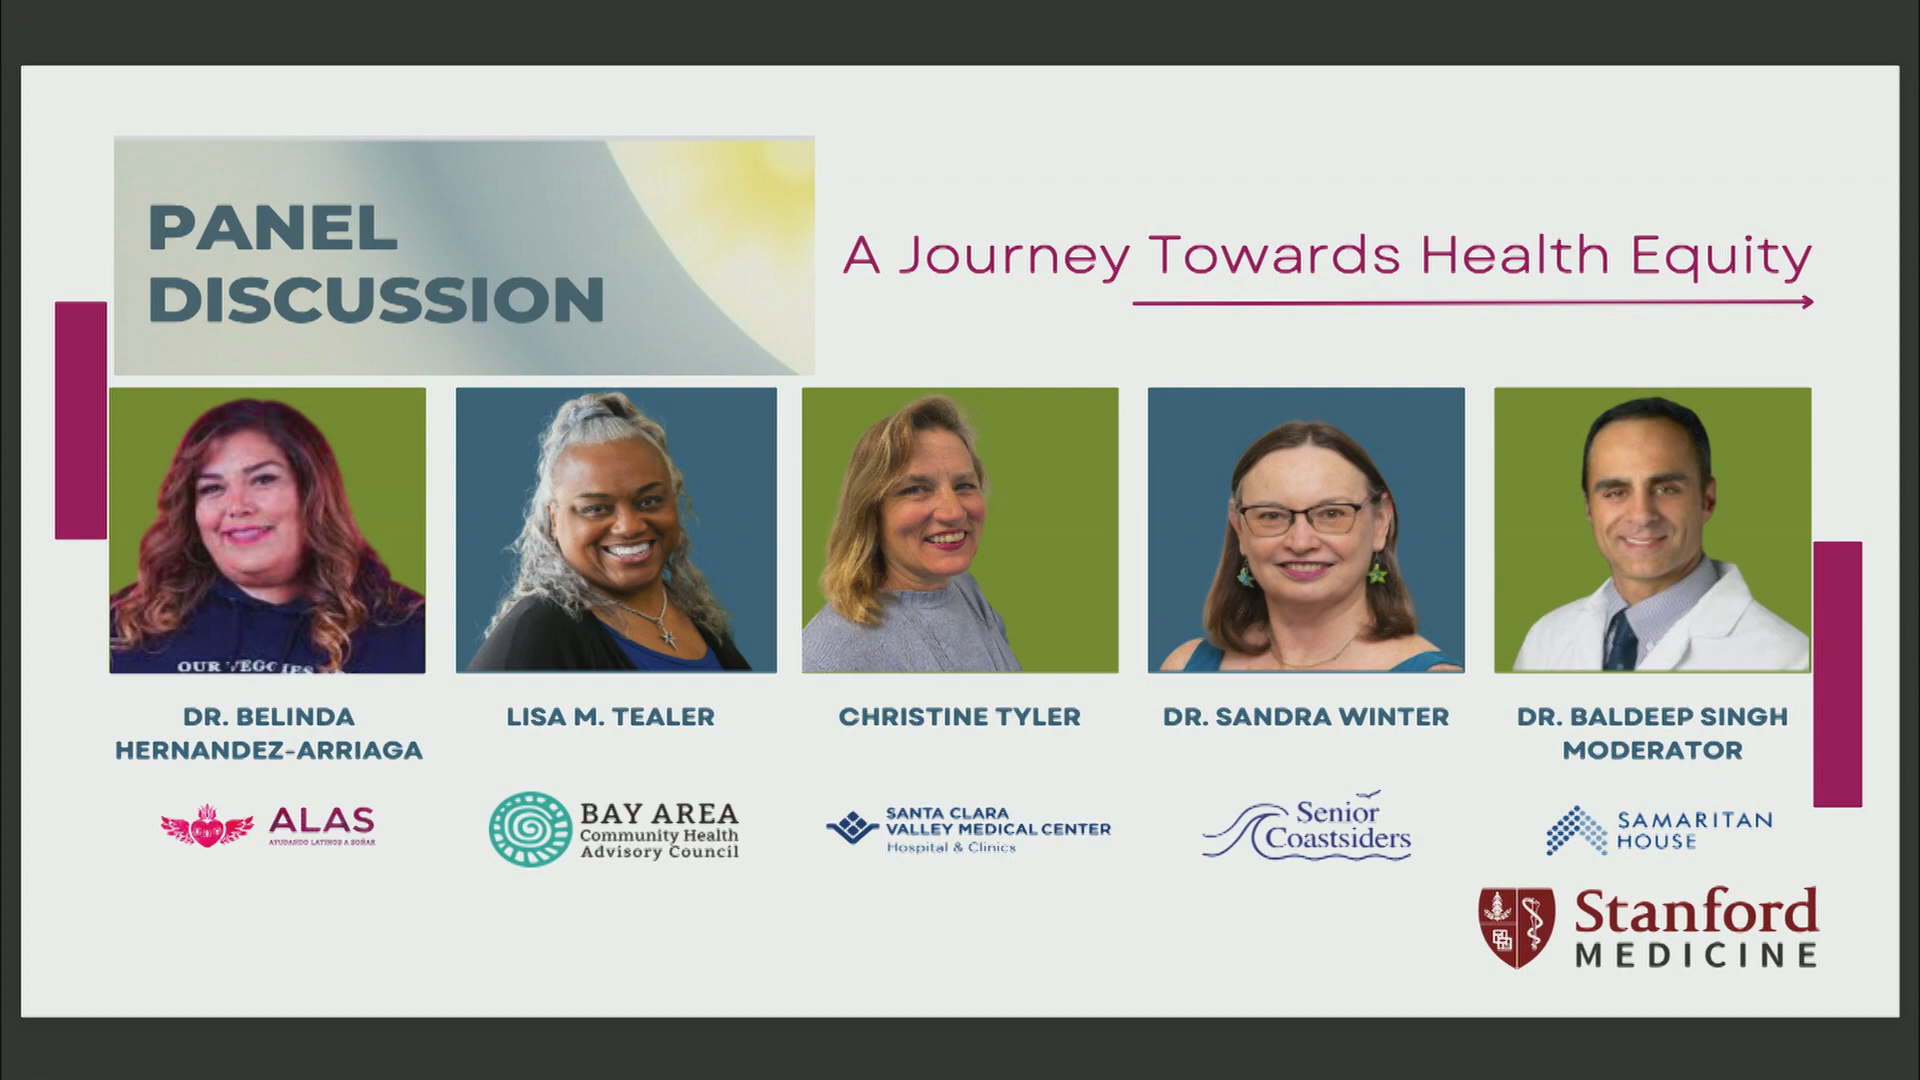 PANEL
DISCUSSION
A Journey Towards Health Equity
OUR VEGGIES
DR. BELINDA
HERNANDEZ-ARRIAGA
LISA M. TEALER
CHRISTINE TYLER
DR. SANDRA WINTER
DR. BALDEEP SINGH
MODERATOR
ALAS
AYUDANDO LATINOS A SOÑAR
BAY AREA
Community Health
Advisory Council
SANTA CLARA
VALLEY MEDICAL CENTER
Hospital & Clinics
Senior
Coastsiders
SAMARITAN
HOUSE
Stanford
MEDICINE